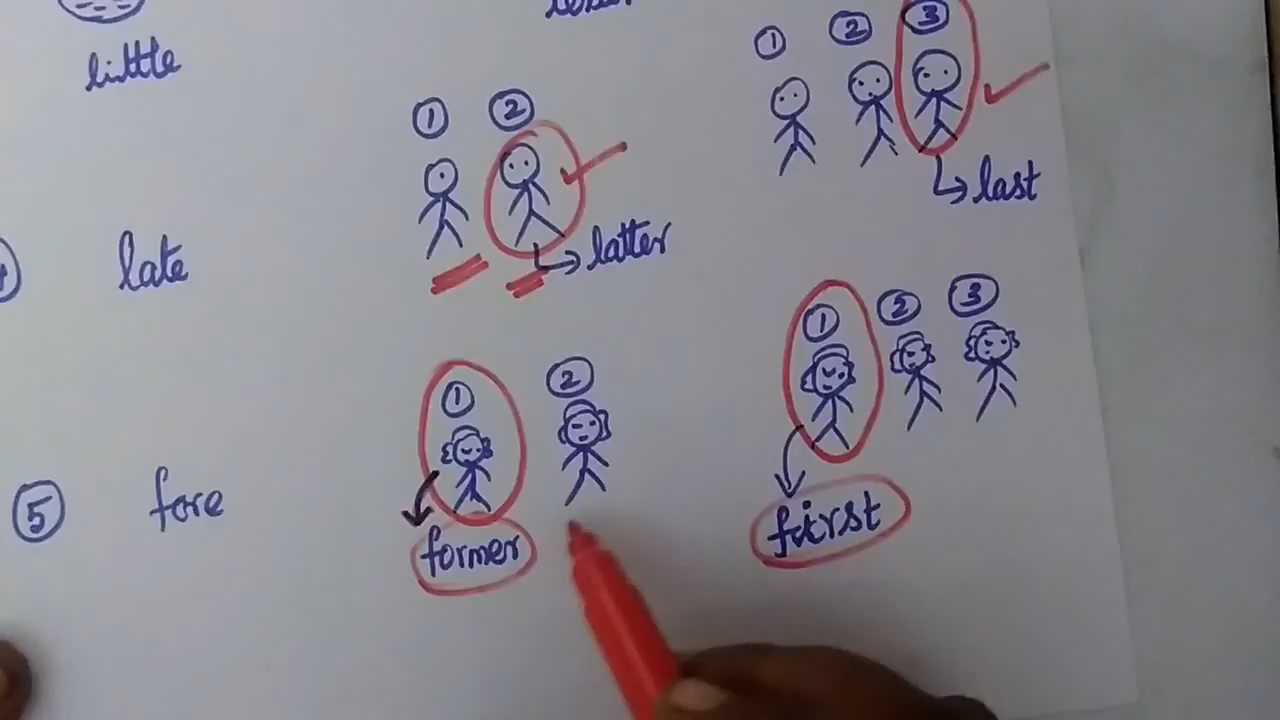 little
① ②
① ② ③
last
late
latter
① ②
① ② ③
⑤ fore
former
first